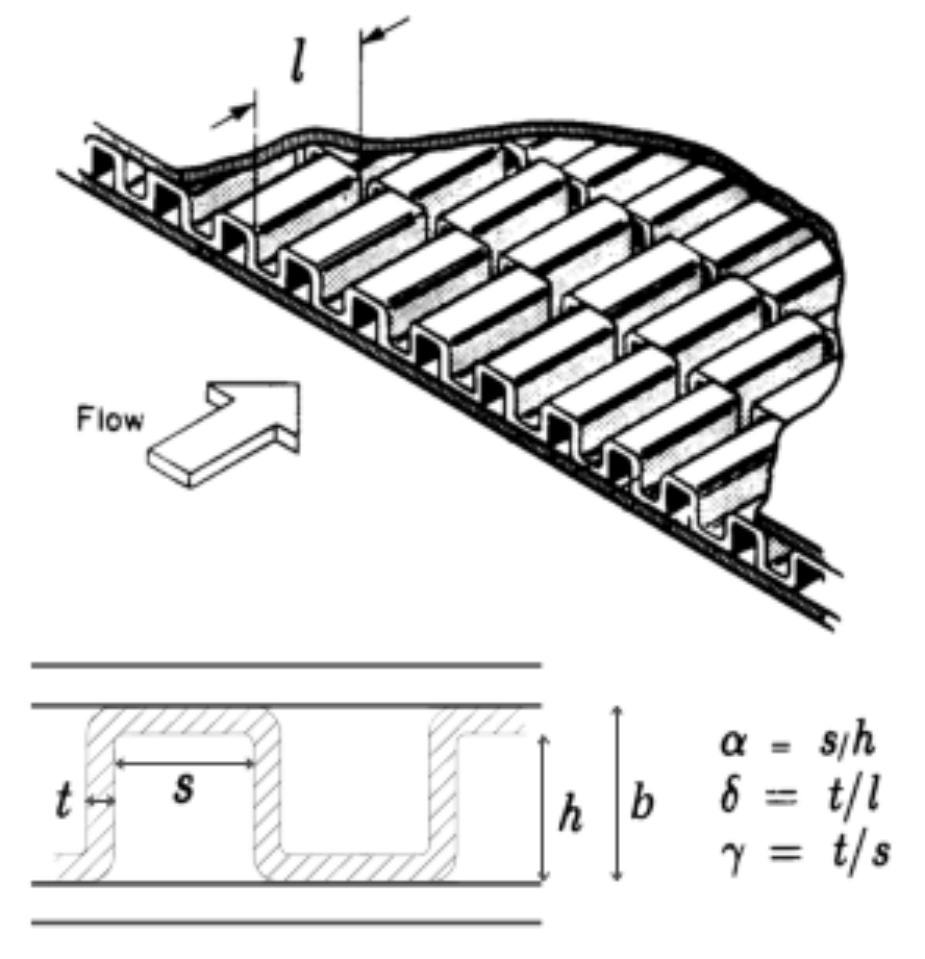 l
Flow
t
s
h
b
α = s/h
δ = t/l
γ = t/s